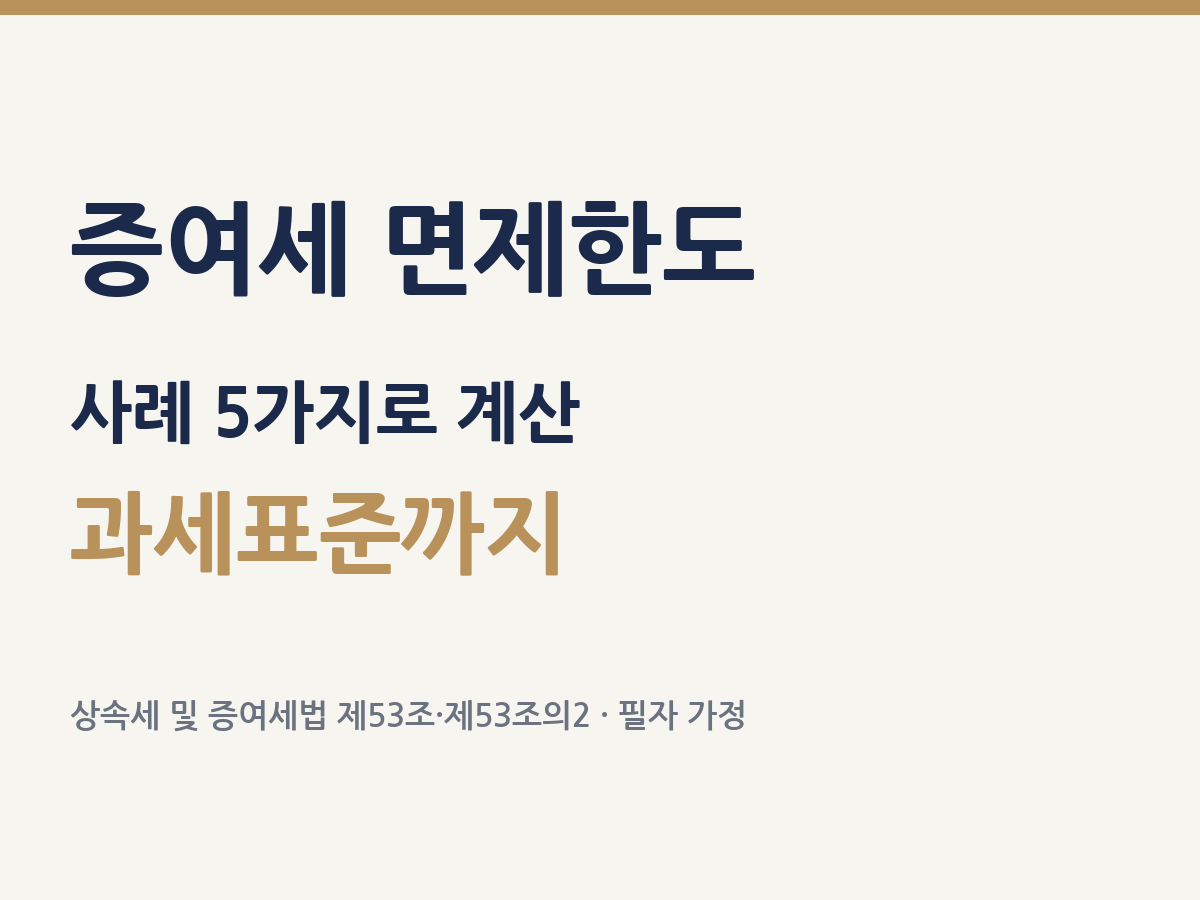 증여세 면제한도
사례 5가지로 계산
과세표준까지
상속세 및 증여세법 제53조·제53조의2 · 필자 가정